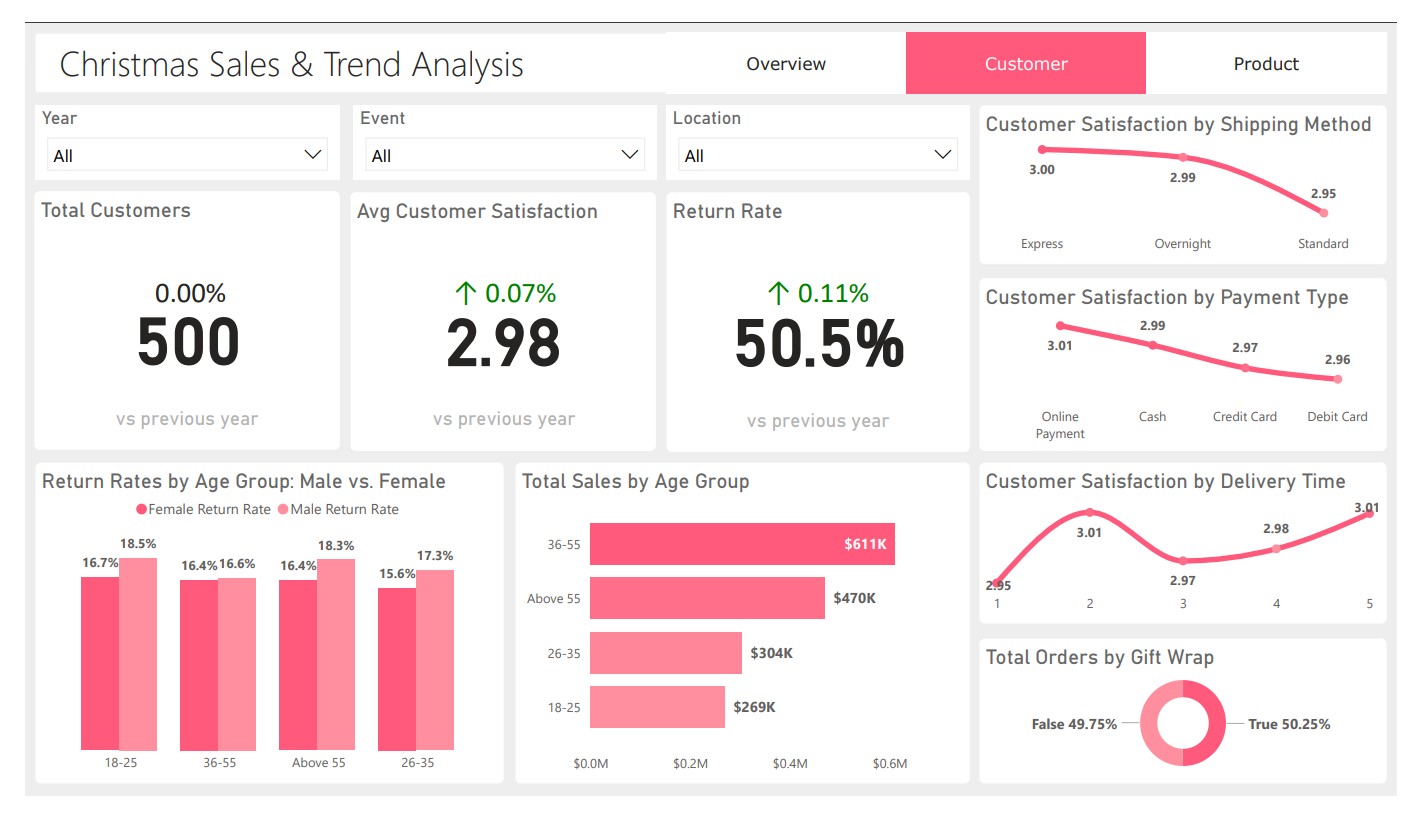 Christmas Sales & Trend Analysis
Overview
Customer
Product
Year
All
Event
All
Location
All
Total Customers
0.00%
500
vs previous year
Avg Customer Satisfaction
↑ 0.07%
2.98
vs previous year
Return Rate
↑ 0.11%
50.5%
vs previous year
Customer Satisfaction by Shipping Method
3.00
2.99
2.95
Express
Overnight
Standard
Customer Satisfaction by Payment Type
3.01
2.99
2.97
2.96
Online
Payment
Cash
Credit Card
Debit Card
Return Rates by Age Group: Male vs. Female
Female Return Rate
Male Return Rate
16.7%
18.5%
16.4%
16.6%
16.4%
18.3%
15.6%
17.3%
18-25
36-55
Above 55
26-35
Total Sales by Age Group
36-55
$611K
Above 55
$470K
26-35
$304K
18-25
$269K
$0.0M
$0.2M
$0.4M
$0.6M
Customer Satisfaction by Delivery Time
2.95
3.01
2.97
2.98
3.01
1
2
3
4
5
Total Orders by Gift Wrap
False 49.75%
True 50.25%